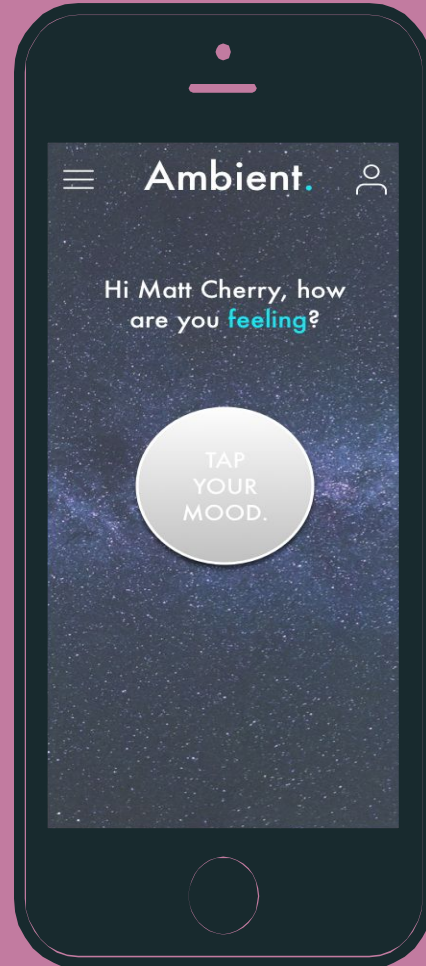 Ambient.
Hi Matt Cherry, how
are you feeling?
TAP
YOUR
MOOD.